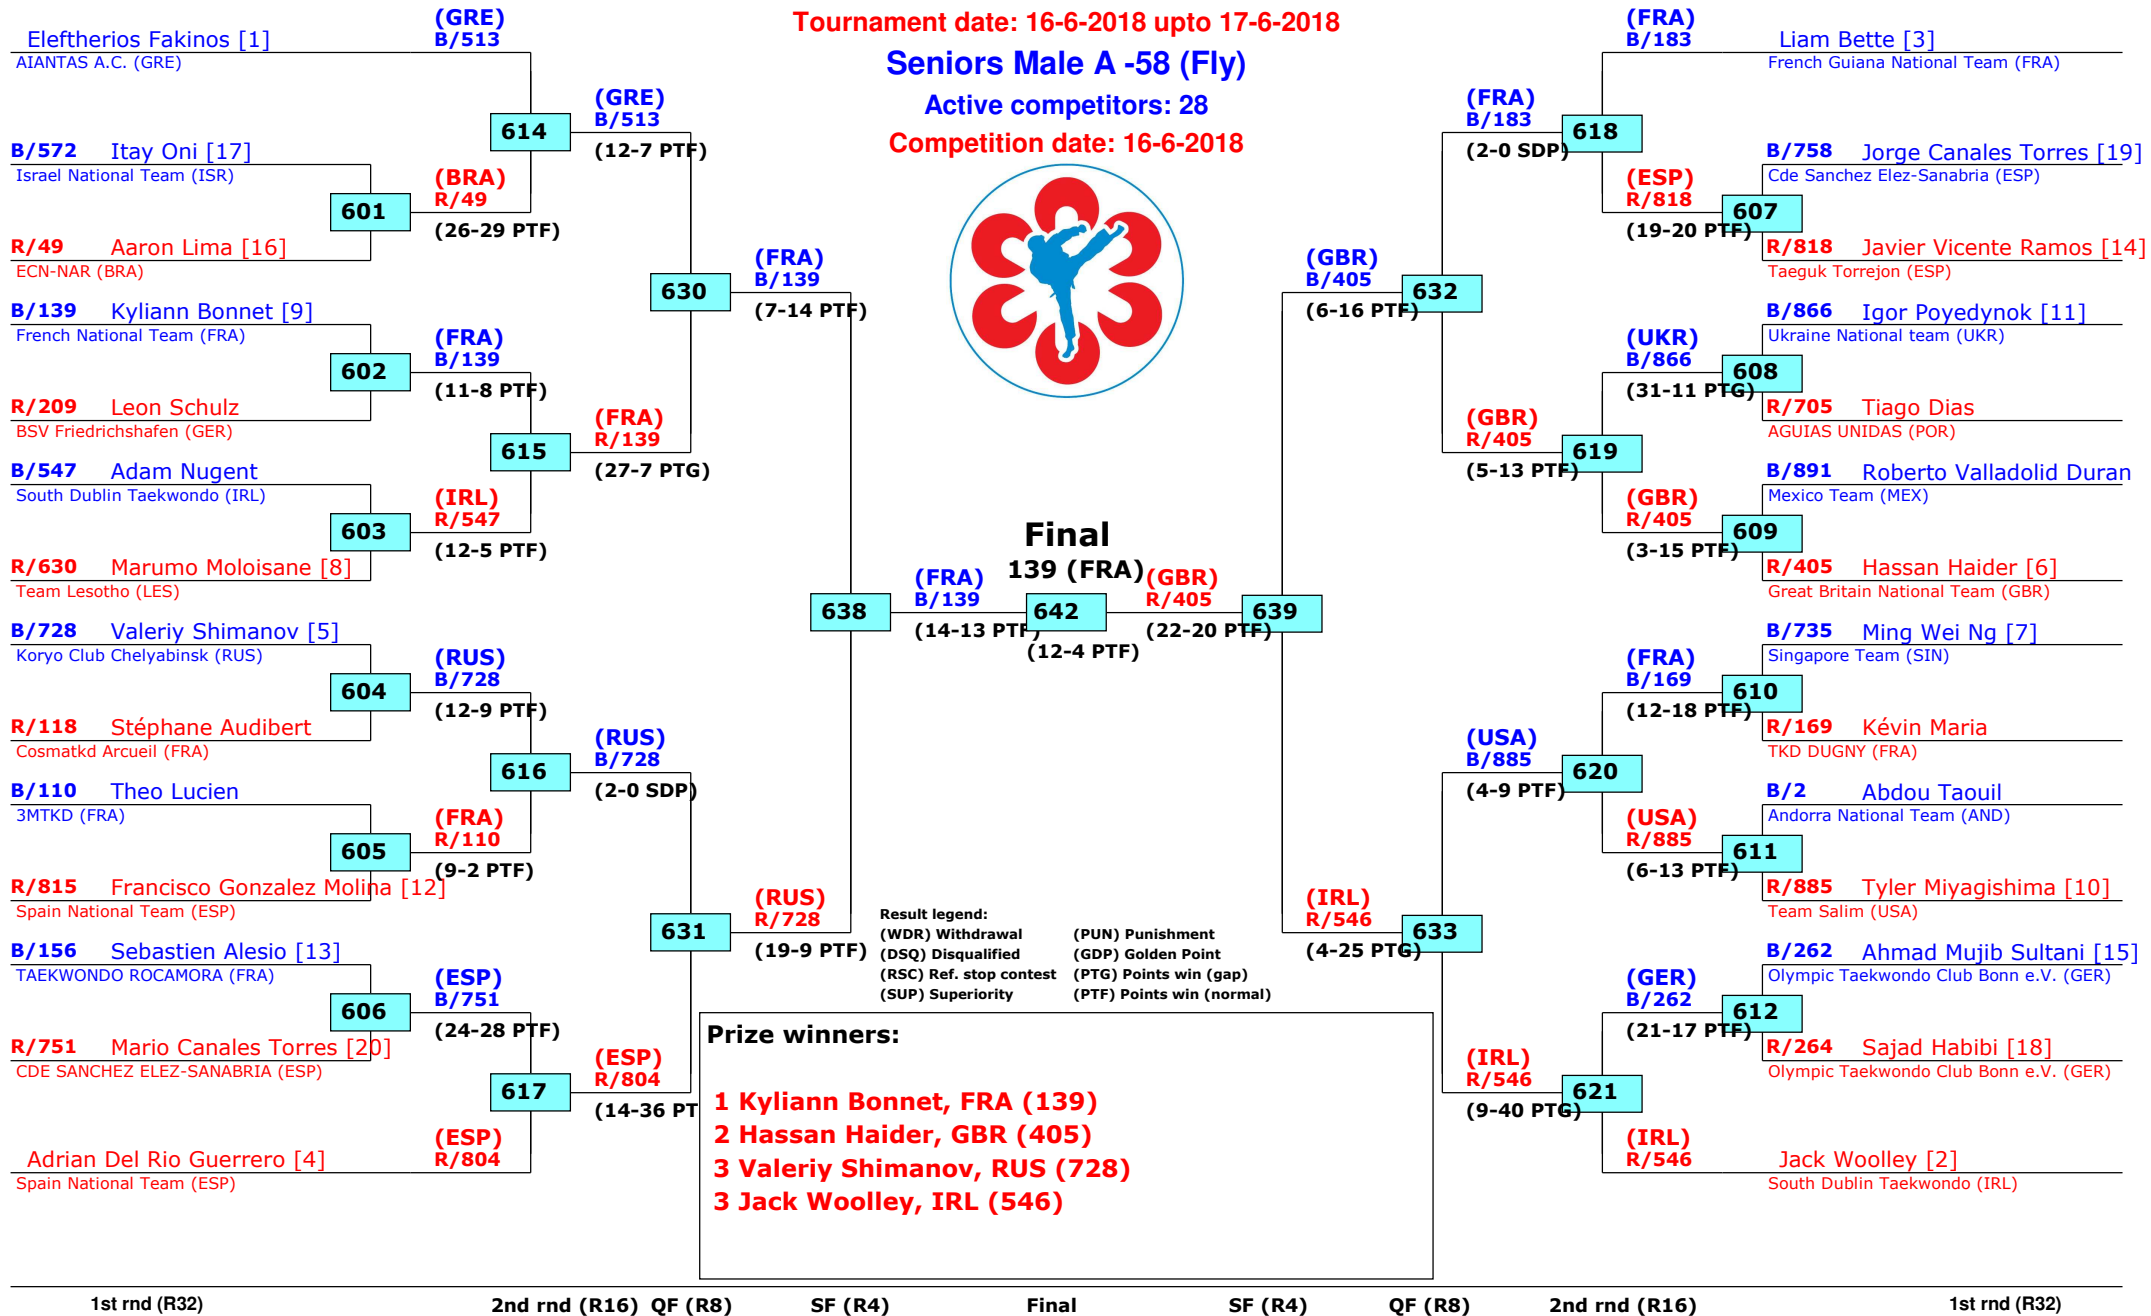 Tournament date: 16-6-2018 upto 17-6-2018
Seniors Male A -58 (Fly)
Active competitors: 28
Competition date: 16-6-2018
Eleftherios Fakinos [1]
AIANTAS A.C. (GRE)
(GRE)
B/513
B/572 Itay Oni [17]
Israel National Team (ISR)
601
R/49 Aaron Lima [16]
ECN-NAR (BRA)
(BRA)
R/49
(26-29 PTF)
614
(GRE)
B/513
(12-7 PTF)
B/139 Kyliann Bonnet [9]
French National Team (FRA)
602
R/209 Leon Schulz
BSV Friedrichshafen (GER)
(FRA)
B/139
(11-8 PTF)
615
(FRA)
R/139
(27-7 PTG)
B/547 Adam Nugent
South Dublin Taekwondo (IRL)
603
R/630 Marumo Moloisane [8]
Team Lesotho (LES)
(IRL)
R/547
(12-5 PTF)
630
(FRA)
B/139
(7-14 PTF)
B/728 Valeriy Shimanov [5]
Koryo Club Chelyabinsk (RUS)
604
R/118 Stéphane Audibert
Cosmatkd Arcueil (FRA)
(RUS)
B/728
(12-9 PTF)
616
(RUS)
B/728
(2-0 SDP)
B/110 Theo Lucien
3MTKD (FRA)
605
R/815 Francisco Gonzalez Molina [12]
Spain National Team (ESP)
(FRA)
R/110
(9-2 PTF)
631
(RUS)
R/728
(19-9 PTF)
B/156 Sebastien Alesio [13]
TAEKWONDO ROCAMORA (FRA)
606
R/751 Mario Canales Torres [20]
CDE SANCHEZ ELEZ-SANABRIA (ESP)
(ESP)
B/751
(24-28 PTF)
617
(ESP)
R/804
(14-36 PT
Adrian Del Rio Guerrero [4]
Spain National Team (ESP)
(ESP)
R/804
638
(FRA)
B/139
(14-13 PTF)
Final
139 (FRA)
642
(12-4 PTF)
(GBR)
R/405
(22-20 PTF)
639
(GBR)
B/405
(6-16 PTF)
632
(FRA)
B/183
(2-0 SDP)
618
(FRA)
B/183
Liam Bette [3]
French Guiana National Team (FRA)
B/758 Jorge Canales Torres [19]
Cde Sanchez Elez-Sanabria (ESP)
(ESP)
R/818
(19-20 PTF)
607
R/818 Javier Vicente Ramos [14]
Taeguk Torrejon (ESP)
B/866 Igor Poyedynok [11]
Ukraine National team (UKR)
(UKR)
B/866
(31-11 PTG)
608
R/705 Tiago Dias
AGUIAS UNIDAS (POR)
(GBR)
R/405
(5-13 PTF)
619
B/891 Roberto Valladolid Duran
Mexico Team (MEX)
(GBR)
R/405
(3-15 PTF)
609
R/405 Hassan Haider [6]
Great Britain National Team (GBR)
B/735 Ming Wei Ng [7]
Singapore Team (SIN)
(FRA)
B/169
(12-18 PTF)
610
R/169 Kévin Maria
TKD DUGNY (FRA)
(USA)
B/885
(4-9 PTF)
620
B/2 Abdou Taouil
Andorra National Team (AND)
(USA)
R/885
(6-13 PTF)
611
R/885 Tyler Miyagishima [10]
Team Salim (USA)
(IRL)
R/546
(4-25 PTG)
633
B/262 Ahmad Mujib Sultani [15]
Olympic Taekwondo Club Bonn e.V. (GER)
(GER)
B/262
(21-17 PTF)
612
R/264 Sajad Habibi [18]
Olympic Taekwondo Club Bonn e.V. (GER)
(IRL)
R/546
(9-40 PTG)
621
(IRL)
R/546
Jack Woolley [2]
South Dublin Taekwondo (IRL)
Result legend:
(WDR) Withdrawal (PUN) Punishment
(DSQ) Disqualified (GDP) Golden Point
(RSC) Ref. stop contest (PTG) Points win (gap)
(SUP) Superiority (PTF) Points win (normal)
Prize winners:
1 Kyliann Bonnet, FRA (139)
2 Hassan Haider, GBR (405)
3 Valeriy Shimanov, RUS (728)
3 Jack Woolley, IRL (546)
1st rnd (R32) 2nd rnd (R16) QF (R8) SF (R4) Final SF (R4) QF (R8) 2nd rnd (R16) 1st rnd (R32)